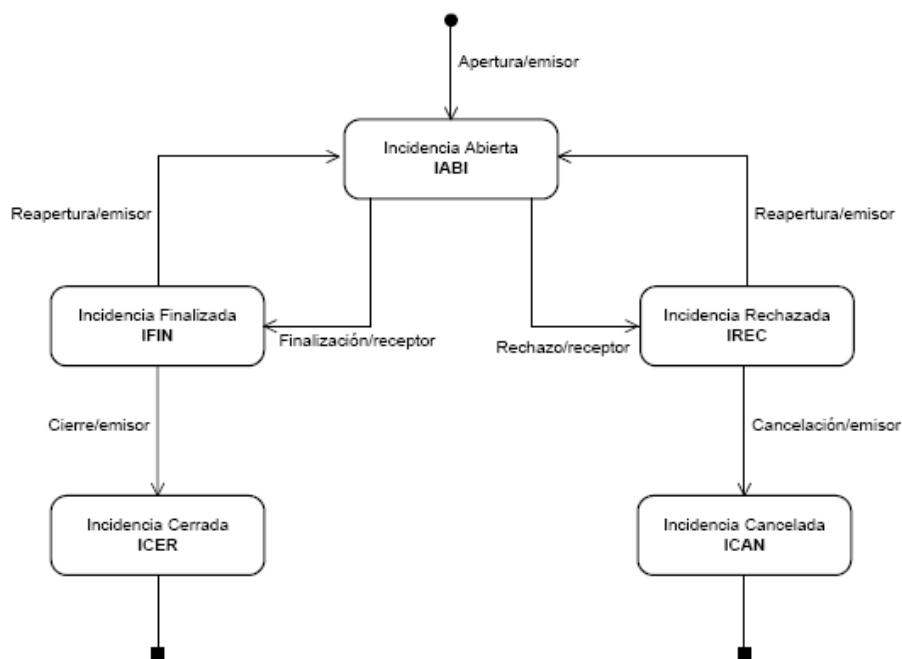 Apertura/emisor
Incidencia Abierta
IABI
Reapertura/emisor
Reapertura/emisor
Incidencia Finalizada
IFIN
Finalización/receptor
Rechazo/receptor
Incidencia Rechazada
IREC
Cierre/emisor
Cancelación/emisor
Incidencia Cerrada
ICER
Incidencia Cancelada
ICAN